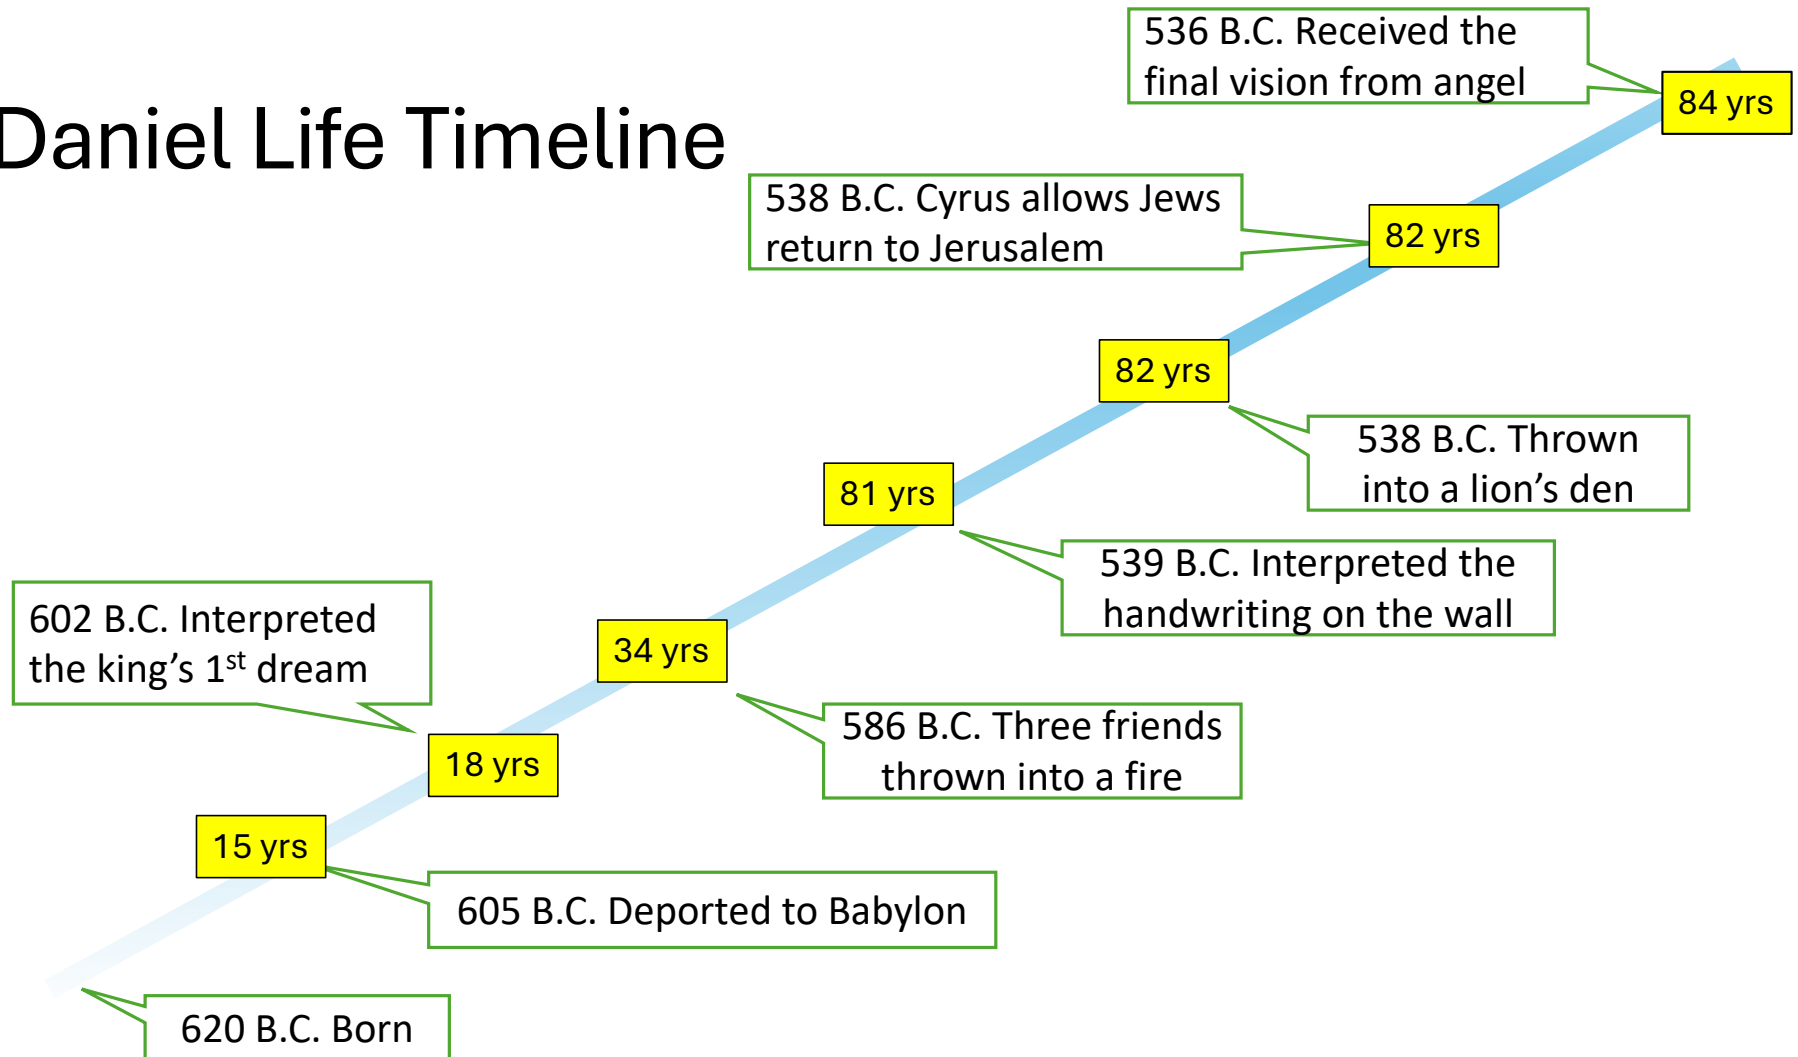 Daniel Life Timeline
536 B.C. Received the
final vision from angel
84 yrs
538 B.C. Cyrus allows Jews
return to Jerusalem
82 yrs
82 yrs
538 B.C. Thrown
into a lion’s den
81 yrs
539 B.C. Interpreted the
handwriting on the wall
602 B.C. Interpreted
the king’s 1st dream
34 yrs
586 B.C. Three friends
thrown into a fire
18 yrs
15 yrs
605 B.C. Deported to Babylon
620 B.C. Born